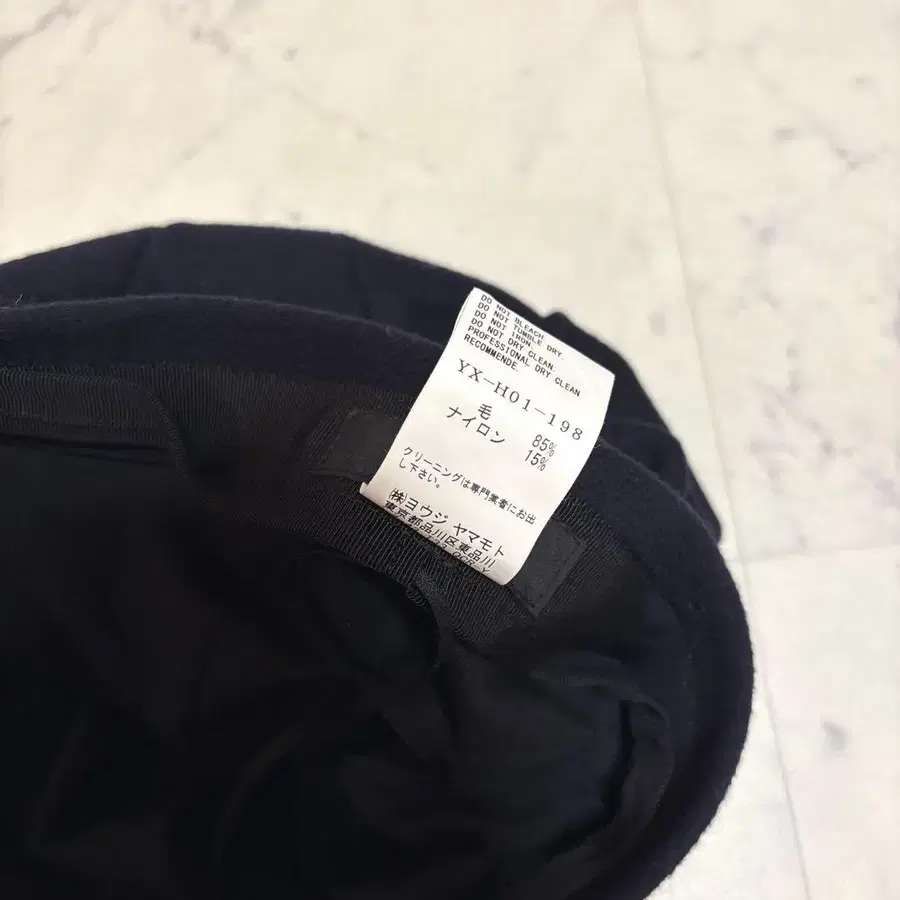 DO NOT BLEACH.
DO NOT TUMBLE DRY.
DO NOT IRON.
DO NOT DRY CLEAN.
PROFESSIONAL DRY CLEAN
RECOMMENDE.
YX-H01-198
毛 85%
ナイロン 15%
クリーニングは専門業者にお出
し下さい。
(株)ヨウジ ヤマモト
東京都品川区東品川